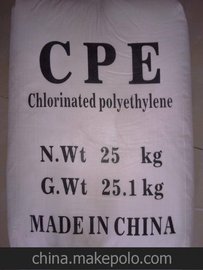 CPE
Chlorinated polyethylene
N.Wt 25 kg
G.Wt 25.1 kg
MADE IN CHINA
china.makepolo.com